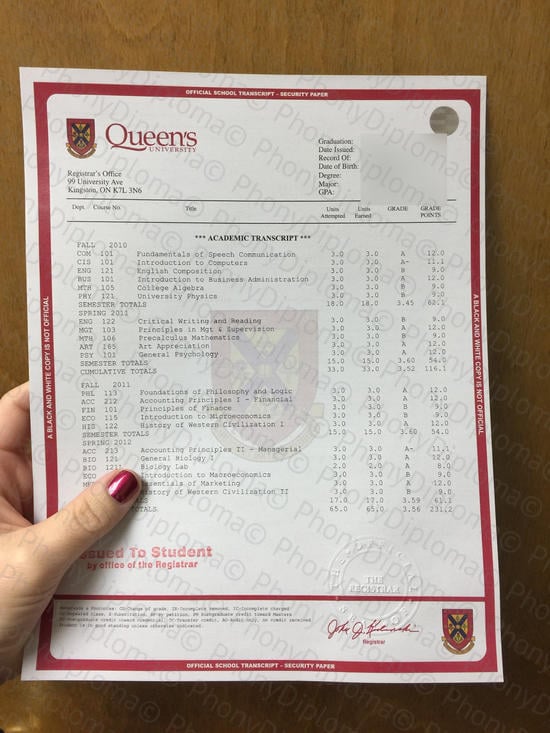 OFFICIAL SCHOOL TRANSCRIPT - SECURITY PAPER
Queen's
UNIVERSITY
Registrar's Office
99 University Ave
Kingston, ON K7L 3N6
Graduation:
Date Issued:
Record Of:
Date of Birth:
Degree:
Major:
GPA:
Dept. Course No. Title Units Attempted Units Earned GRADE GRADE POINTS
*** ACADEMIC TRANSCRIPT ***
FALL 2010
COM 101 Fundamentals of Speech Communication 3.0 3.0 A 12.0
CIS 101 Introduction to Computers 3.0 3.0 A- 11.1
ENG 121 English Composition 3.0 3.0 B 9.0
BUS 101 Introduction to Business Administration 3.0 3.0 A 12.0
MTH 105 College Algebra 3.0 3.0 B 9.0
PHY 121 University Physics 3.0 3.0 B 9.0
SEMESTER TOTALS 18.0 18.0 3.45 62.1
SPRING 2011
ENG 122 Critical Writing and Reading 3.0 3.0 B 9.0
MGT 103 Principles in Mgt & Supervision 3.0 3.0 A 12.0
MTH 106 Precalculus Mathematics 3.0 3.0 B 9.0
ART 165 Art Appreciation 3.0 3.0 A 12.0
PSY 101 General Psychology 3.0 3.0 A 12.0
SEMESTER TOTALS 15.0 15.0 3.60 54.0
CUMULATIVE TOTALS 33.0 33.0 3.52 116.1
FALL 2011
PHL 113 Foundations of Philosophy and Logic 3.0 3.0 A 12.0
ACC 212 Accounting Principles I - Financial 3.0 3.0 A 12.0
FIN 101 Principles of Finance 3.0 3.0 B 9.0
ECO 115 Introduction to Microeconomics 3.0 3.0 B 9.0
HIS 122 History of Western Civilization I 3.0 3.0 A 12.0
SEMESTER TOTALS 15.0 15.0 3.60 54.0
SPRING 2012
ACC 213 Accounting Principles II - Managerial 3.0 3.0 A- 11.1
BIO 121 General Biology I 3.0 3.0 A 12.0
BIO 121 Biology Lab 2.0 2.0 A 8.0
ECO Introduction to Macroeconomics 3.0 3.0 B 9.0
Essentials of Marketing 3.0 3.0 A 12.0
History of Western Civilization II 3.0 3.0 B 9.0
17.0 17.0 3.59 61.1
TOTALS 65.0 65.0 3.56 231.2
A BLACK AND WHITE COPY IS NOT OFFICIAL
A BLACK AND WHITE COPY IS NOT OFFICIAL
Issued To Student
by office of the Registrar
OFFICIAL
THE
REGISTRAR
SEAL
Student is in good standing unless otherwise indicated.
Registrar
OFFICIAL SCHOOL TRANSCRIPT - SECURITY PAPER
PhonyDiploma©